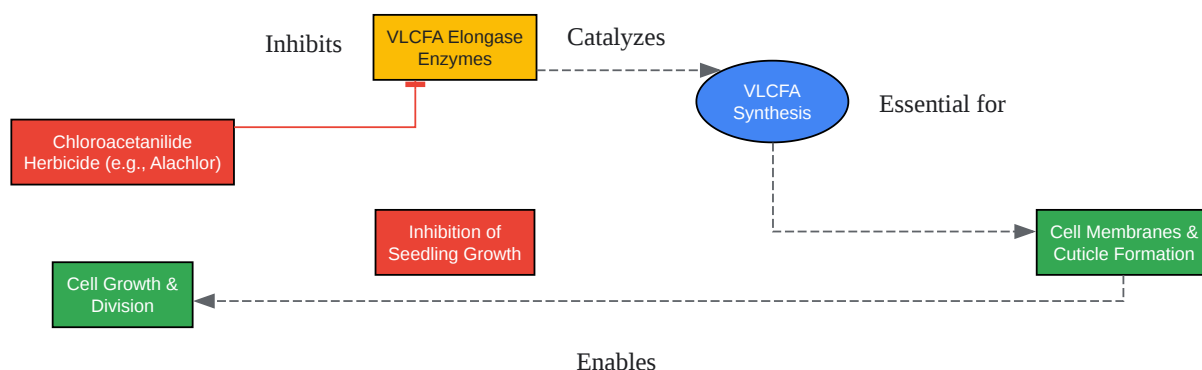 Inhibits
VLCFA Elongase
Enzymes
Catalyzes
VLCFA
Synthesis
Essential for
Chloroacetanilide
Herbicide (e.g., Alachlor)
Inhibition of
Seedling Growth
Cell Membranes &
Cuticle Formation
Cell Growth &
Division
Enables